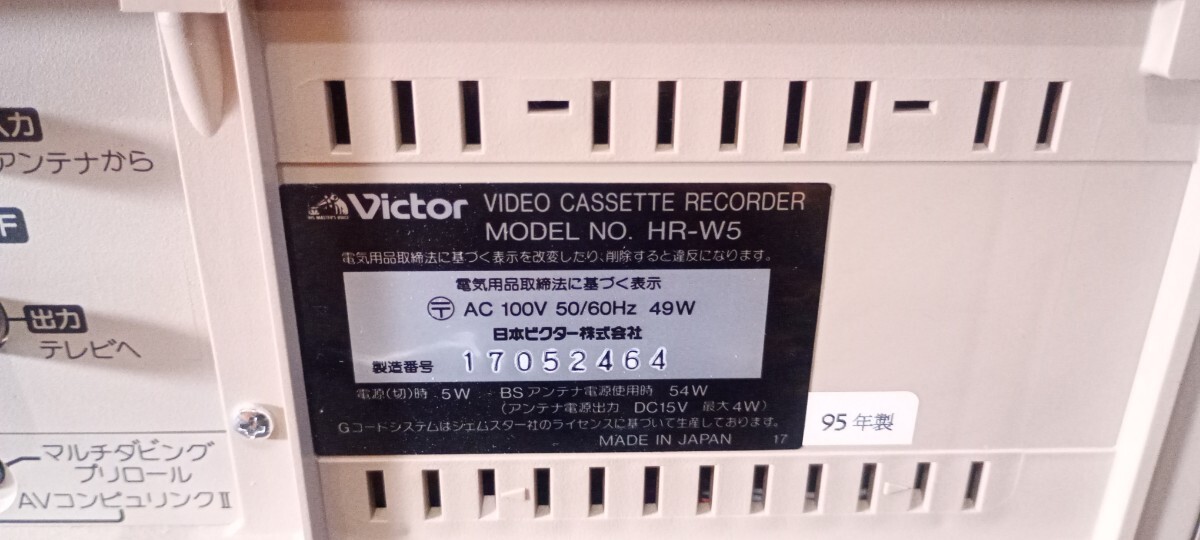 入力
アンテナから
F
出力
テレビへ
マルチダビング
プリロール
AVコンピュリンクⅡ
Victor VIDEO CASSETTE RECORDER
MODEL NO. HR-W5
電気用品取締法に基づく表示を改変したり、削除すると違反になります。
電気用品取締法に基づく表示
〒 AC 100V 50/60Hz 49W
日本ビクター株式会社
製造番号 17052464
電源(切)時 5W BSアンテナ電源使用時 54W
(アンテナ電源出力 DC15V 最大4W)
Gコードシステムはジェムスター社のライセンスに基づいて生産しております。
MADE IN JAPAN 17
95年製